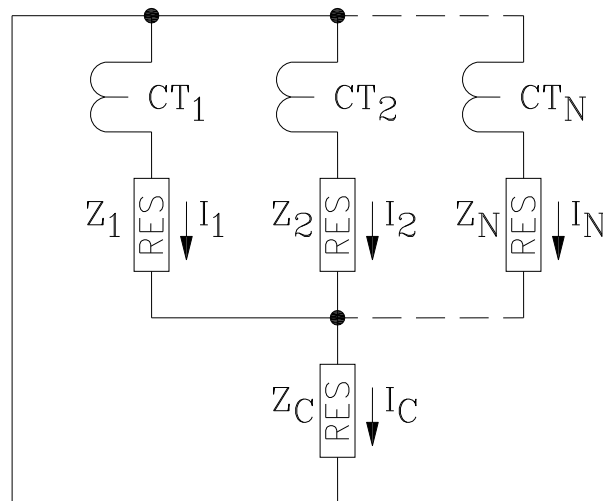 CT1 CT2 CTN
Z1 RES I1 Z2 RES I2 ZN RES IN
ZC RES IC